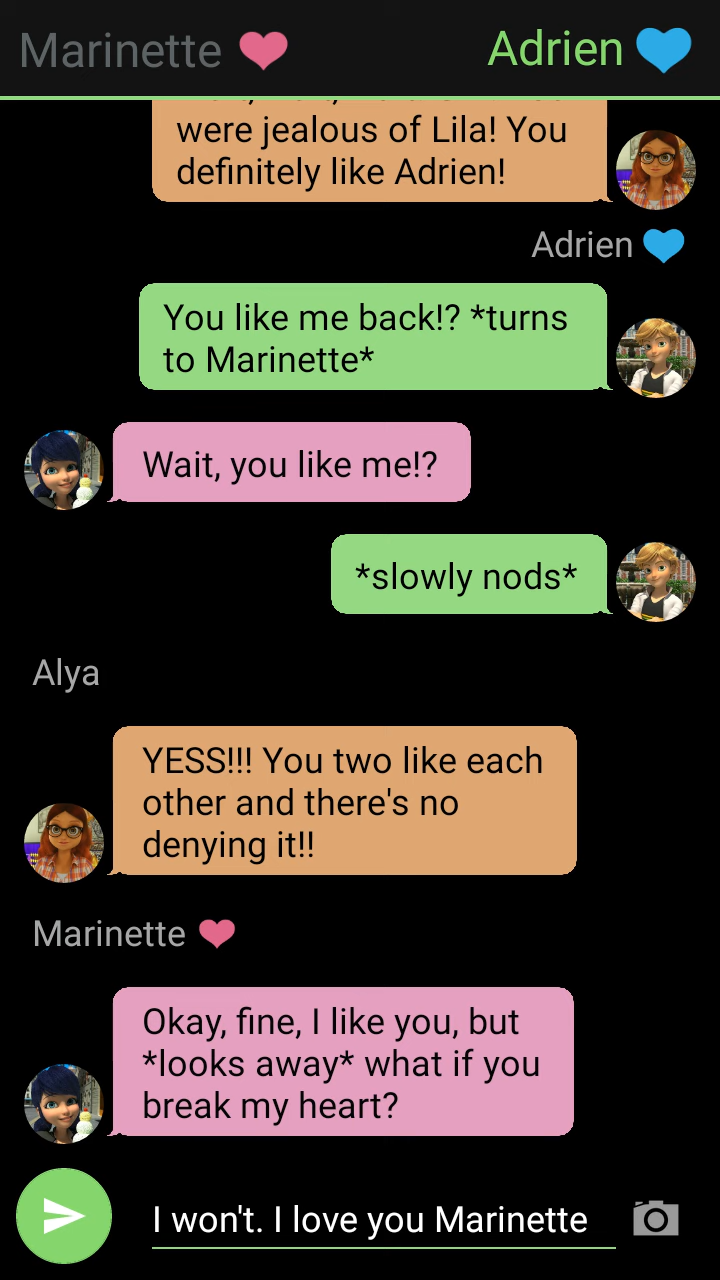 Marinette
Adrien
were jealous of Lila! You
definitely like Adrien!
Adrien
You like me back!? *turns
to Marinette*
Wait, you like me!?
*slowly nods*
Alya
YESS!!! You two like each
other and there's no
denying it!!
Marinette
Okay, fine, I like you, but
*looks away* what if you
break my heart?
I won't. I love you Marinette